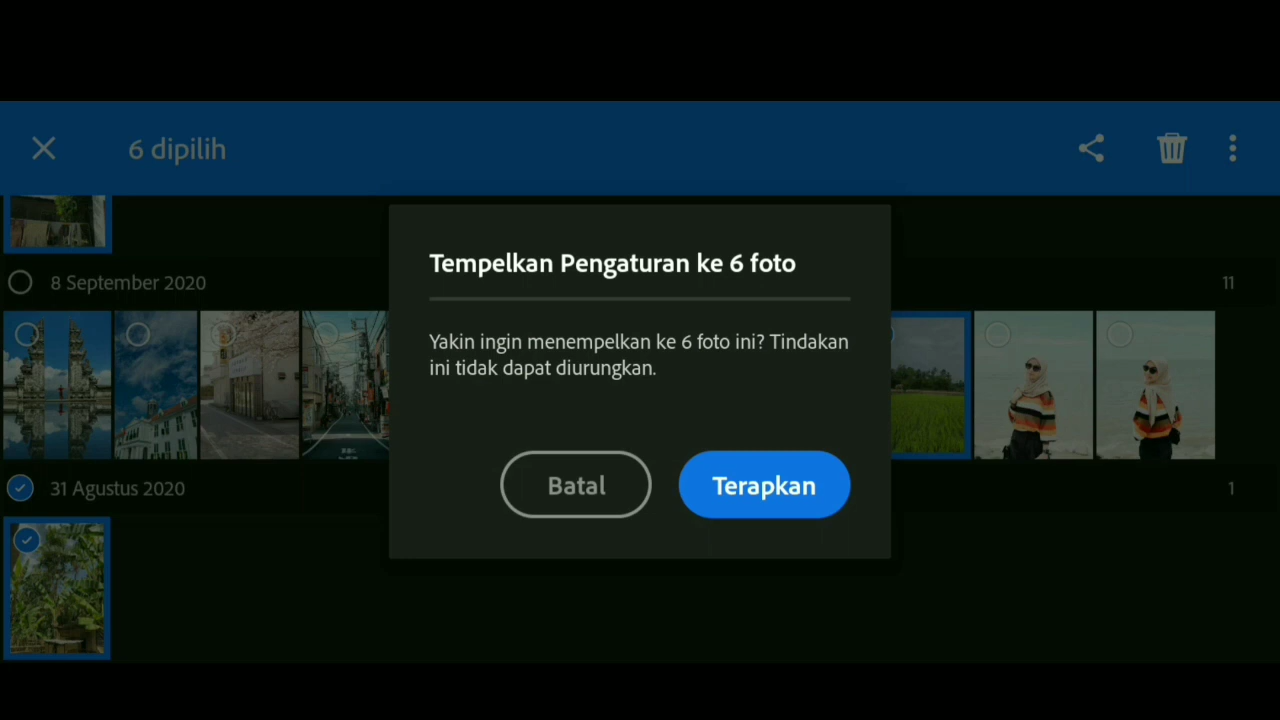 6 dipilih
8 September 2020
11
Tempelkan Pengaturan ke 6 foto
Yakin ingin menempelkan ke 6 foto ini? Tindakan
ini tidak dapat diurungkan.
Batal
Terapkan
31 Agustus 2020
1